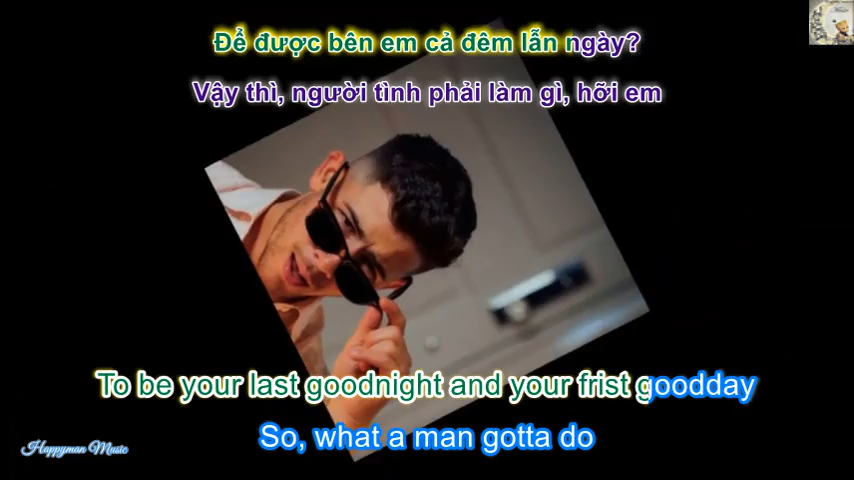 Để được bên em cả đêm lẫn ngày?
Vậy thì, người tình phải làm gì, hỡi em
To be your last goodnight and your frist goodday
So, what a man gotta do
Happyman Music